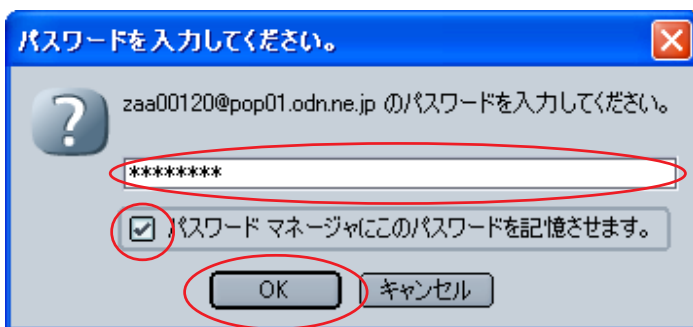 パスワードを入力してください。
zaa00120@pop01.odn.ne.jp のパスワードを入力してください。
********
パスワード マネージャにこのパスワードを記憶させます。
OK キャンセル